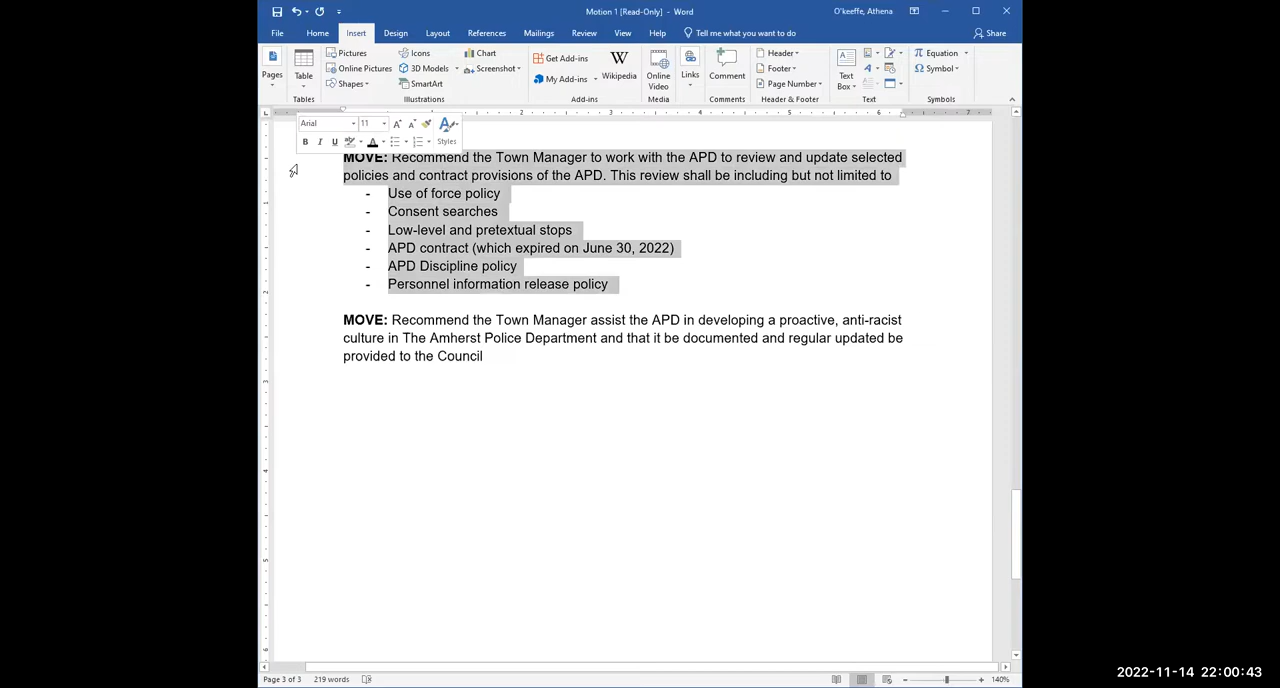 Motion 1 [Read-Only] - Word
O'keeffe, Athena
File Home Insert Design Layout References Mailings Review View Help Tell me what you want to do Share
Pages
Table
Tables
Pictures
Online Pictures
Shapes
Icons
3D Models
SmartArt
Chart
Screenshot
Illustrations
Get Add-ins
My Add-ins
Wikipedia
Add-ins
Online Video
Media
Links
Comment
Comments
Header
Footer
Page Number
Header & Footer
Text Box
Text
Equation
Symbol
Symbols
Arial 11
B I U Styles
MOVE: Recommend the Town Manager to work with the APD to review and update selected
policies and contract provisions of the APD. This review shall be including but not limited to
- Use of force policy
- Consent searches
- Low-level and pretextual stops
- APD contract (which expired on June 30, 2022)
- APD Discipline policy
- Personnel information release policy
MOVE: Recommend the Town Manager assist the APD in developing a proactive, anti-racist
culture in The Amherst Police Department and that it be documented and regular updated be
provided to the Council
Page 3 of 3 219 words
140%
2022-11-14 22:00:43